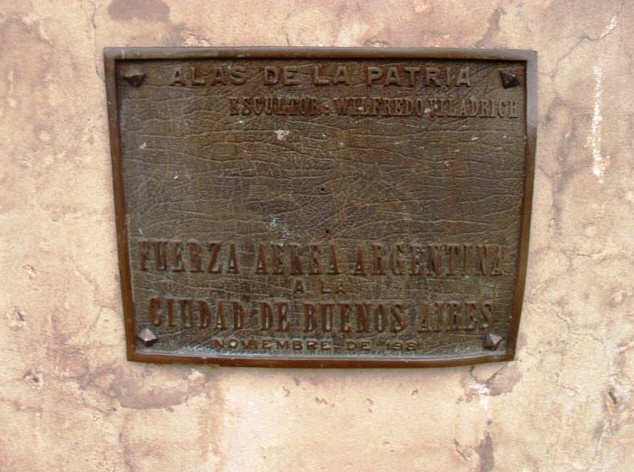 ALAS DE LA PATRIA
ESCULTOR: WILFREDO VILADRICH
FUERZA AEREA ARGENTINA
A LA
CIUDAD DE BUENOS AIRES
NOVIEMBRE DE